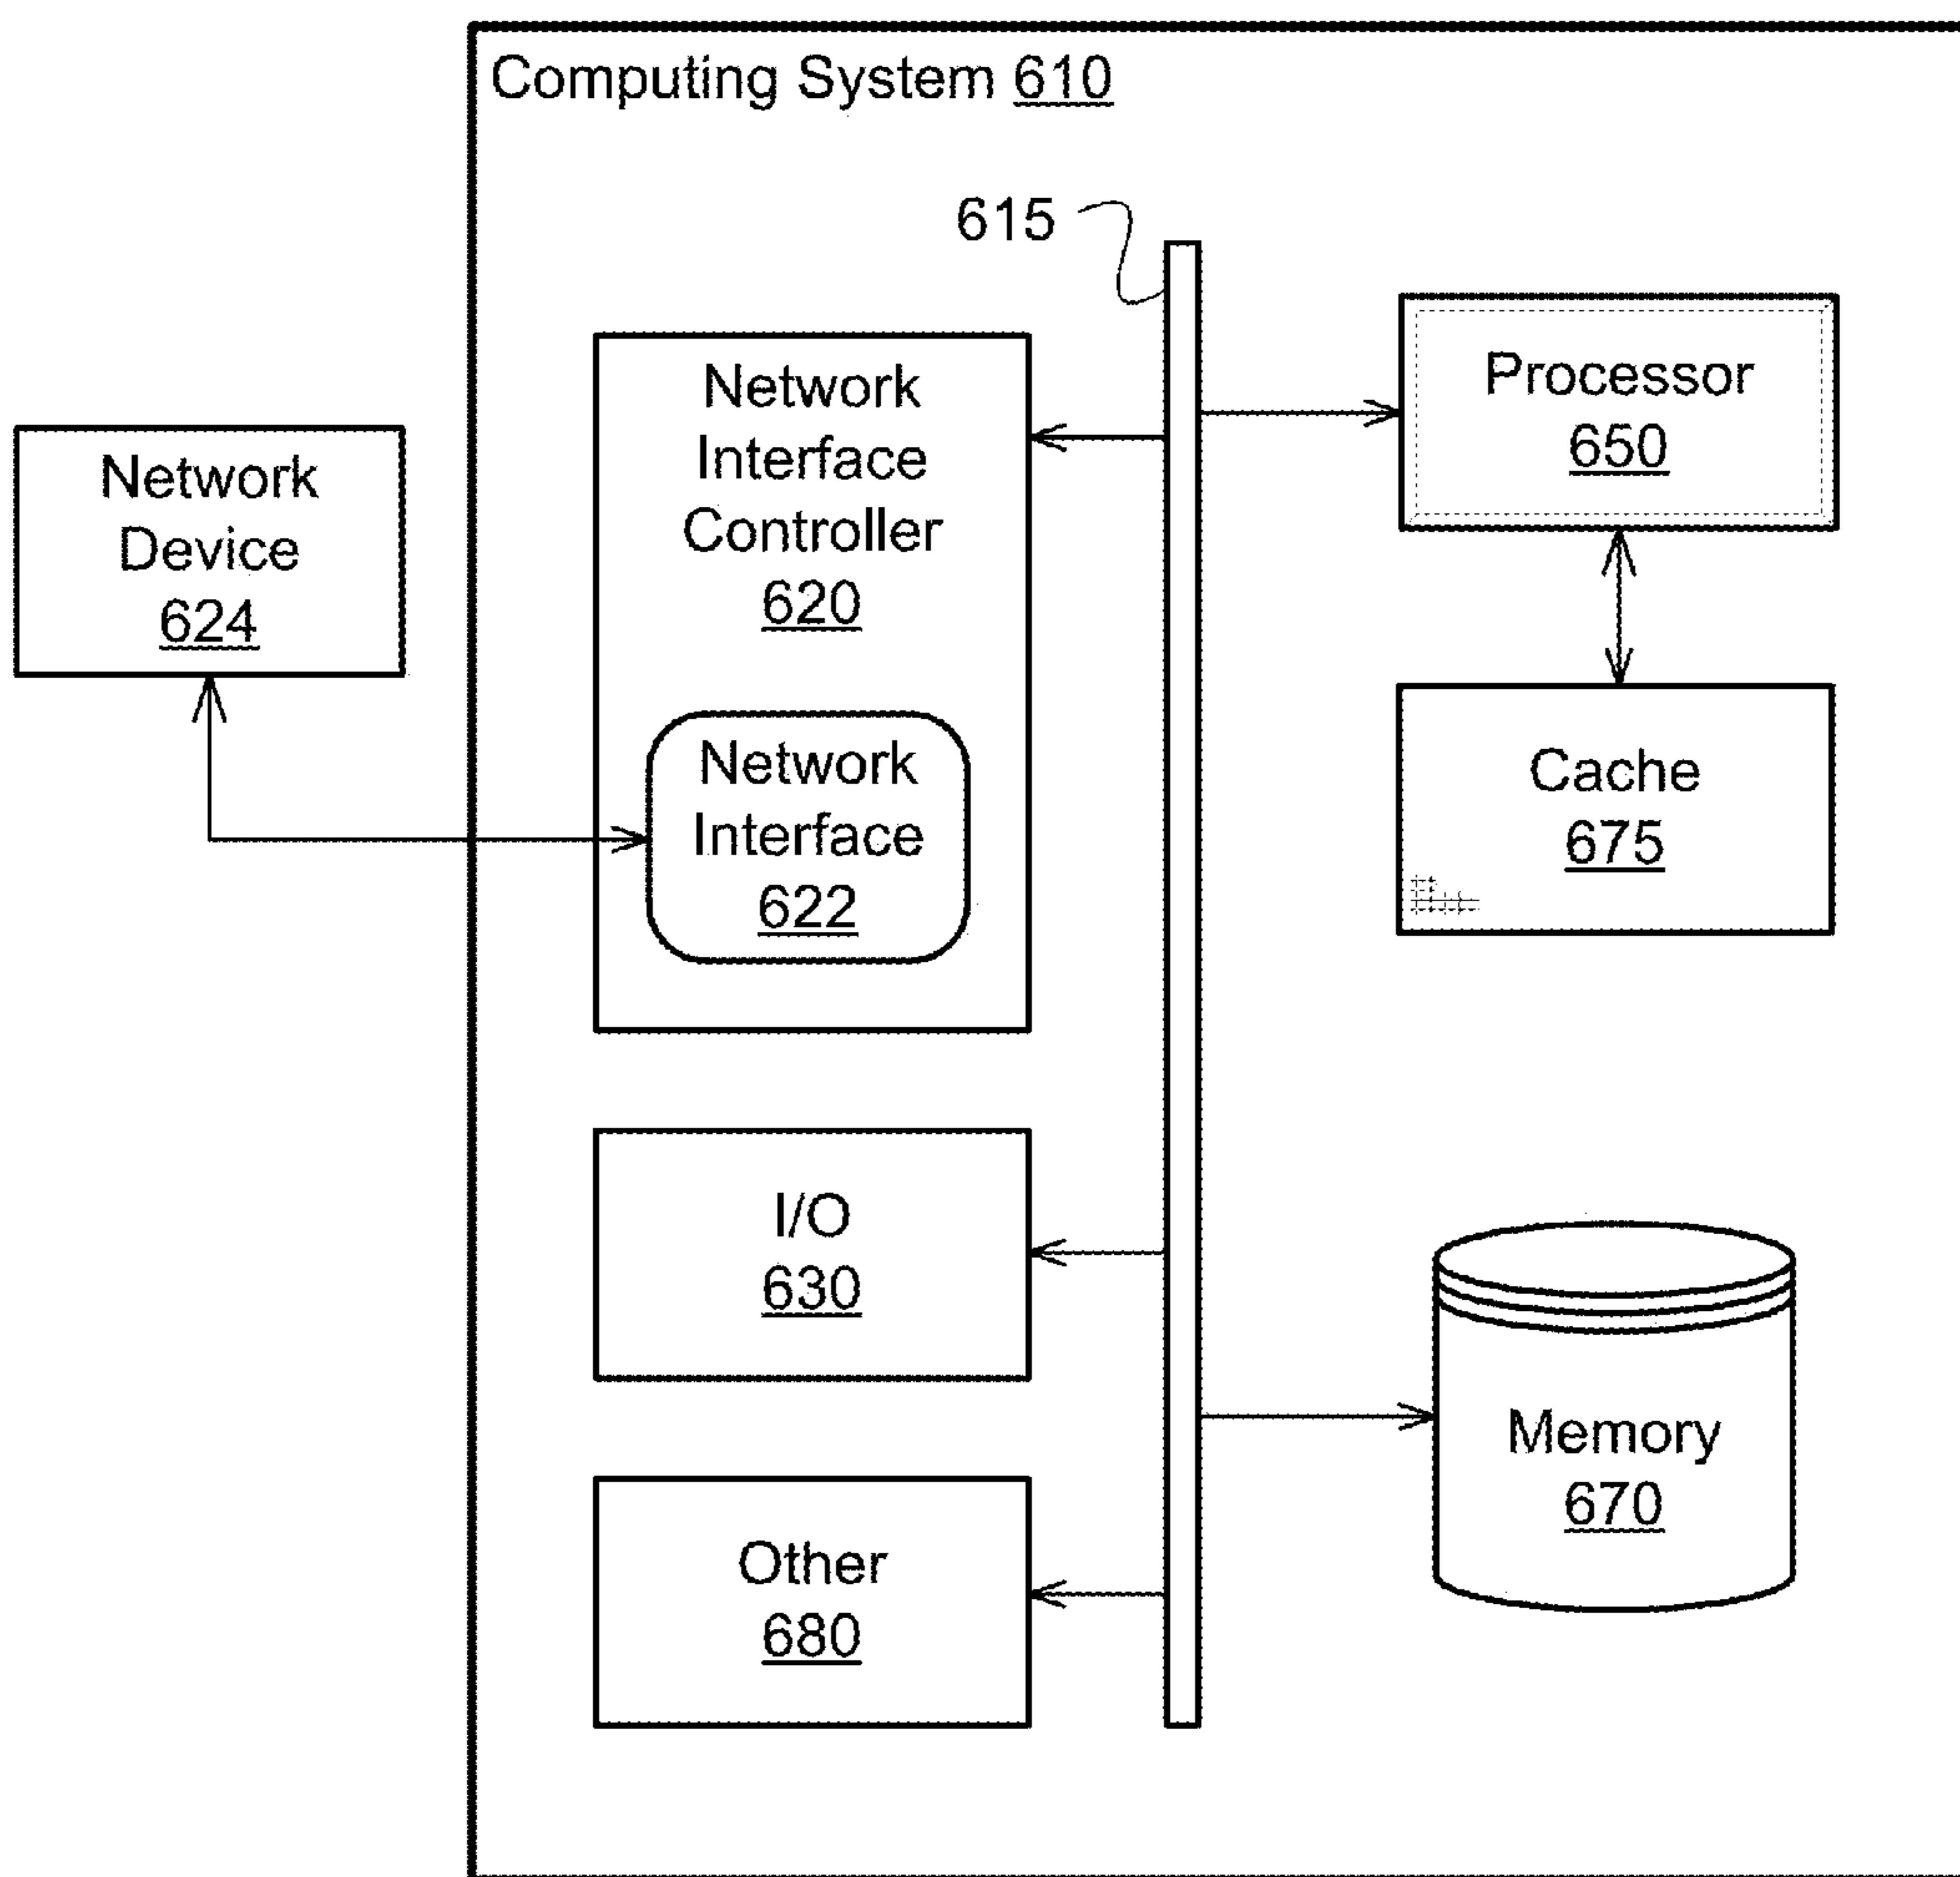 Computing System 610
615
Network
Interface
Controller
620
Processor
650
Network
Device
624
Network
Interface
622
Cache
675
I/O
630
Memory
670
Other
680